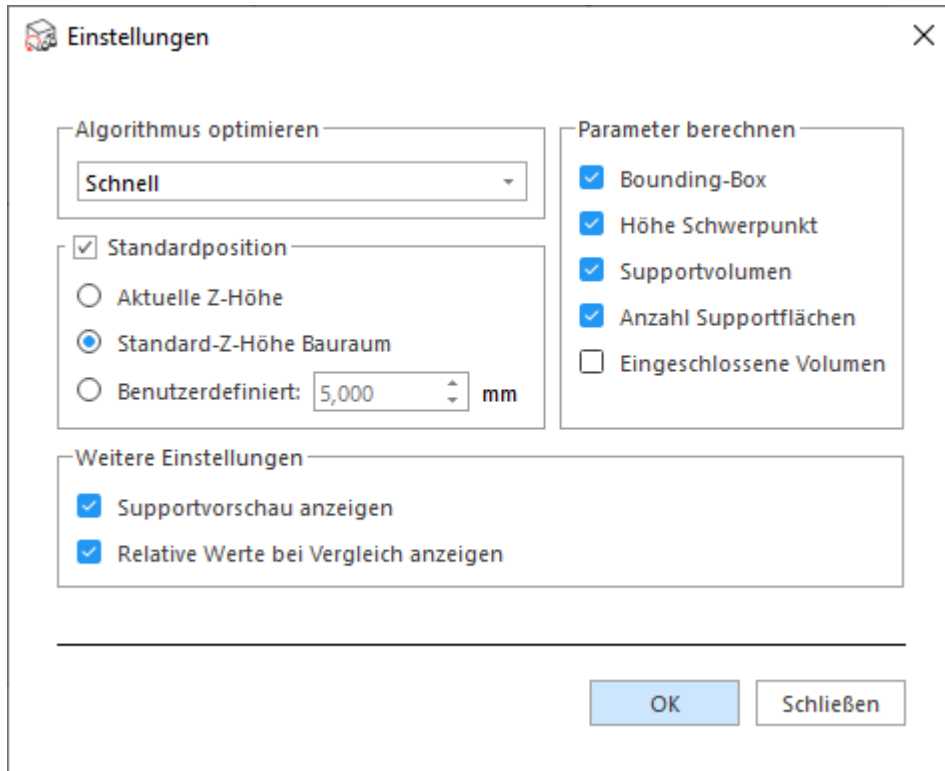 Einstellungen
Algorithmus optimieren
Schnell
Standardposition
Aktuelle Z-Höhe
Standard-Z-Höhe Bauraum
Benutzerdefiniert: 5,000 mm
Parameter berechnen
Bounding-Box
Höhe Schwerpunkt
Supportvolumen
Anzahl Supportflächen
Eingeschlossene Volumen
Weitere Einstellungen
Supportvorschau anzeigen
Relative Werte bei Vergleich anzeigen
OK
Schließen